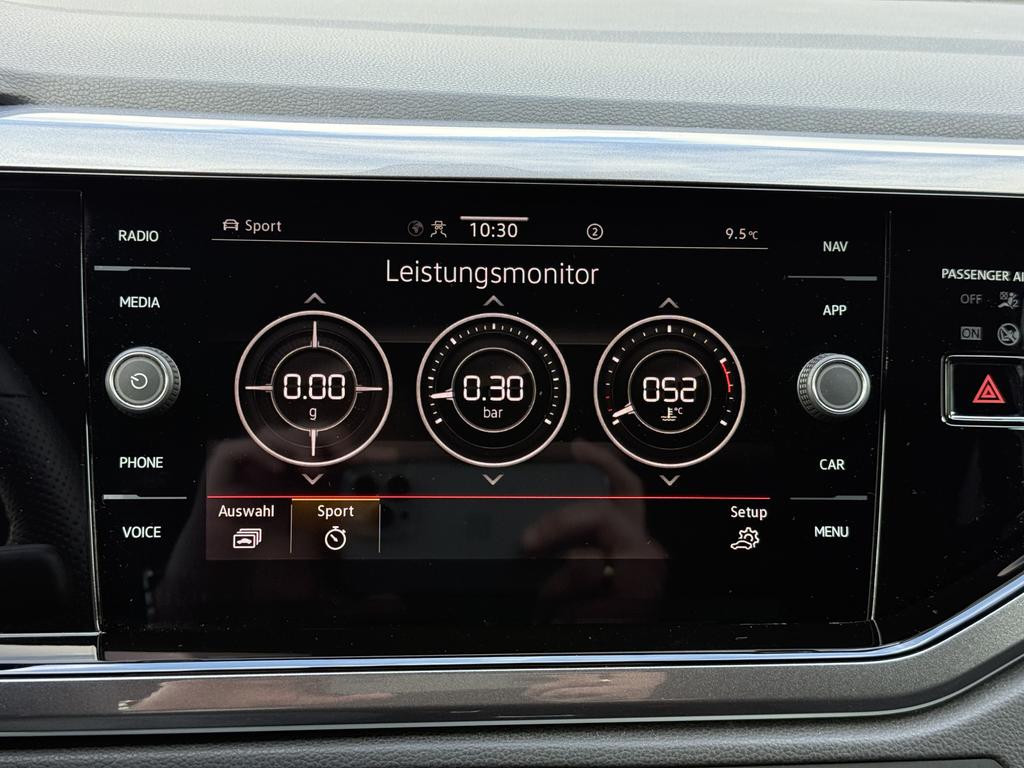 RADIO
MEDIA
PHONE
VOICE
Sport
10:30
2
9.5°C
Leistungsmonitor
0.00
g
0.30
bar
052
°C
Auswahl
Sport
Setup
NAV
APP
CAR
MENU
PASSENGER AI
OFF
ON